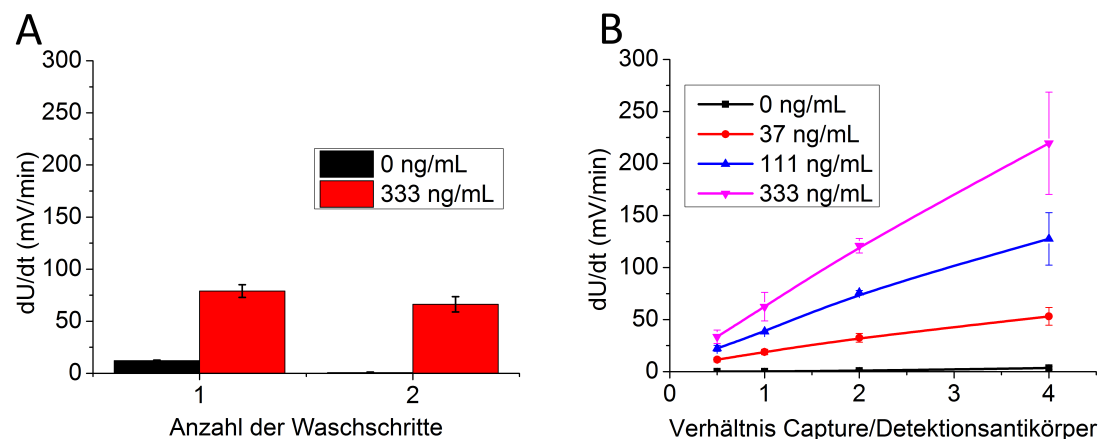 A
300
250
200
150
100
50
0
dU/dt (mV/min)
0 ng/mL
333 ng/mL
1
2
Anzahl der Waschschritte
B
300
250
200
150
100
50
0
dU/dt (mV/min)
0 ng/mL
37 ng/mL
111 ng/mL
333 ng/mL
0
1
2
3
4
Verhältnis Capture/Detektionsantikörper